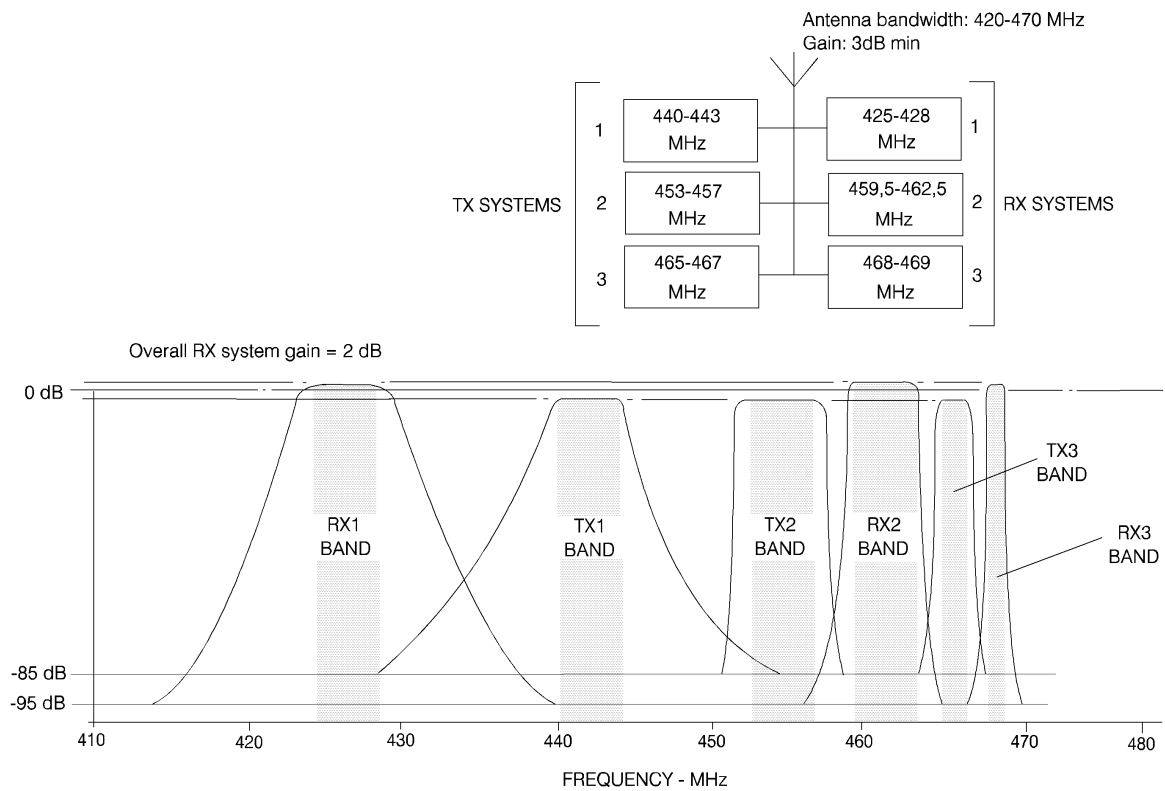 Antenna bandwidth: 420-470 MHz
Gain: 3dB min
440-443
MHz
425-428
MHz
1
1
TX SYSTEMS
2
453-457
MHz
459,5-462,5
MHz
2
RX SYSTEMS
3
465-467
MHz
468-469
MHz
3
Overall RX system gain = 2 dB
0 dB
TX3
BAND
RX1
BAND
TX1
BAND
TX2
BAND
RX2
BAND
RX3
BAND
-85 dB
-95 dB
410
420
430
440
450
460
470
480
FREQUENCY - MHz